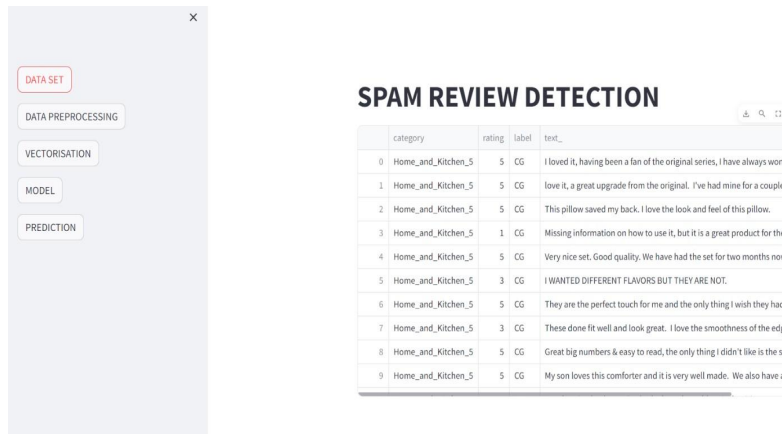 ×
DATA SET
DATA PREPROCESSING
VECTORISATION
MODEL
PREDICTION
SPAM REVIEW DETECTION
category rating label text_
0 Home_and_Kitchen_5 5 CG I loved it, having been a fan of the original series, I have always
1 Home_and_Kitchen_5 5 CG love it, a great upgrade from the original. I've had mine for a
2 Home_and_Kitchen_5 5 CG This pillow saved my back. I love the look and feel of this pillow.
3 Home_and_Kitchen_5 1 CG Missing information on how to use it, but it is a great product for
4 Home_and_Kitchen_5 5 CG Very nice set. Good quality. We have had the set for two months
5 Home_and_Kitchen_5 3 CG I WANTED DIFFERENT FLAVORS BUT THEY ARE NOT.
6 Home_and_Kitchen_5 5 CG They are the perfect touch for me and the only thing I wish they
7 Home_and_Kitchen_5 3 CG These done fit well and look great. I love the smoothness of the
8 Home_and_Kitchen_5 5 CG Great big numbers & easy to read, the only thing I didn't like is the
9 Home_and_Kitchen_5 5 CG My son loves this comforter and it is very well made. We also have